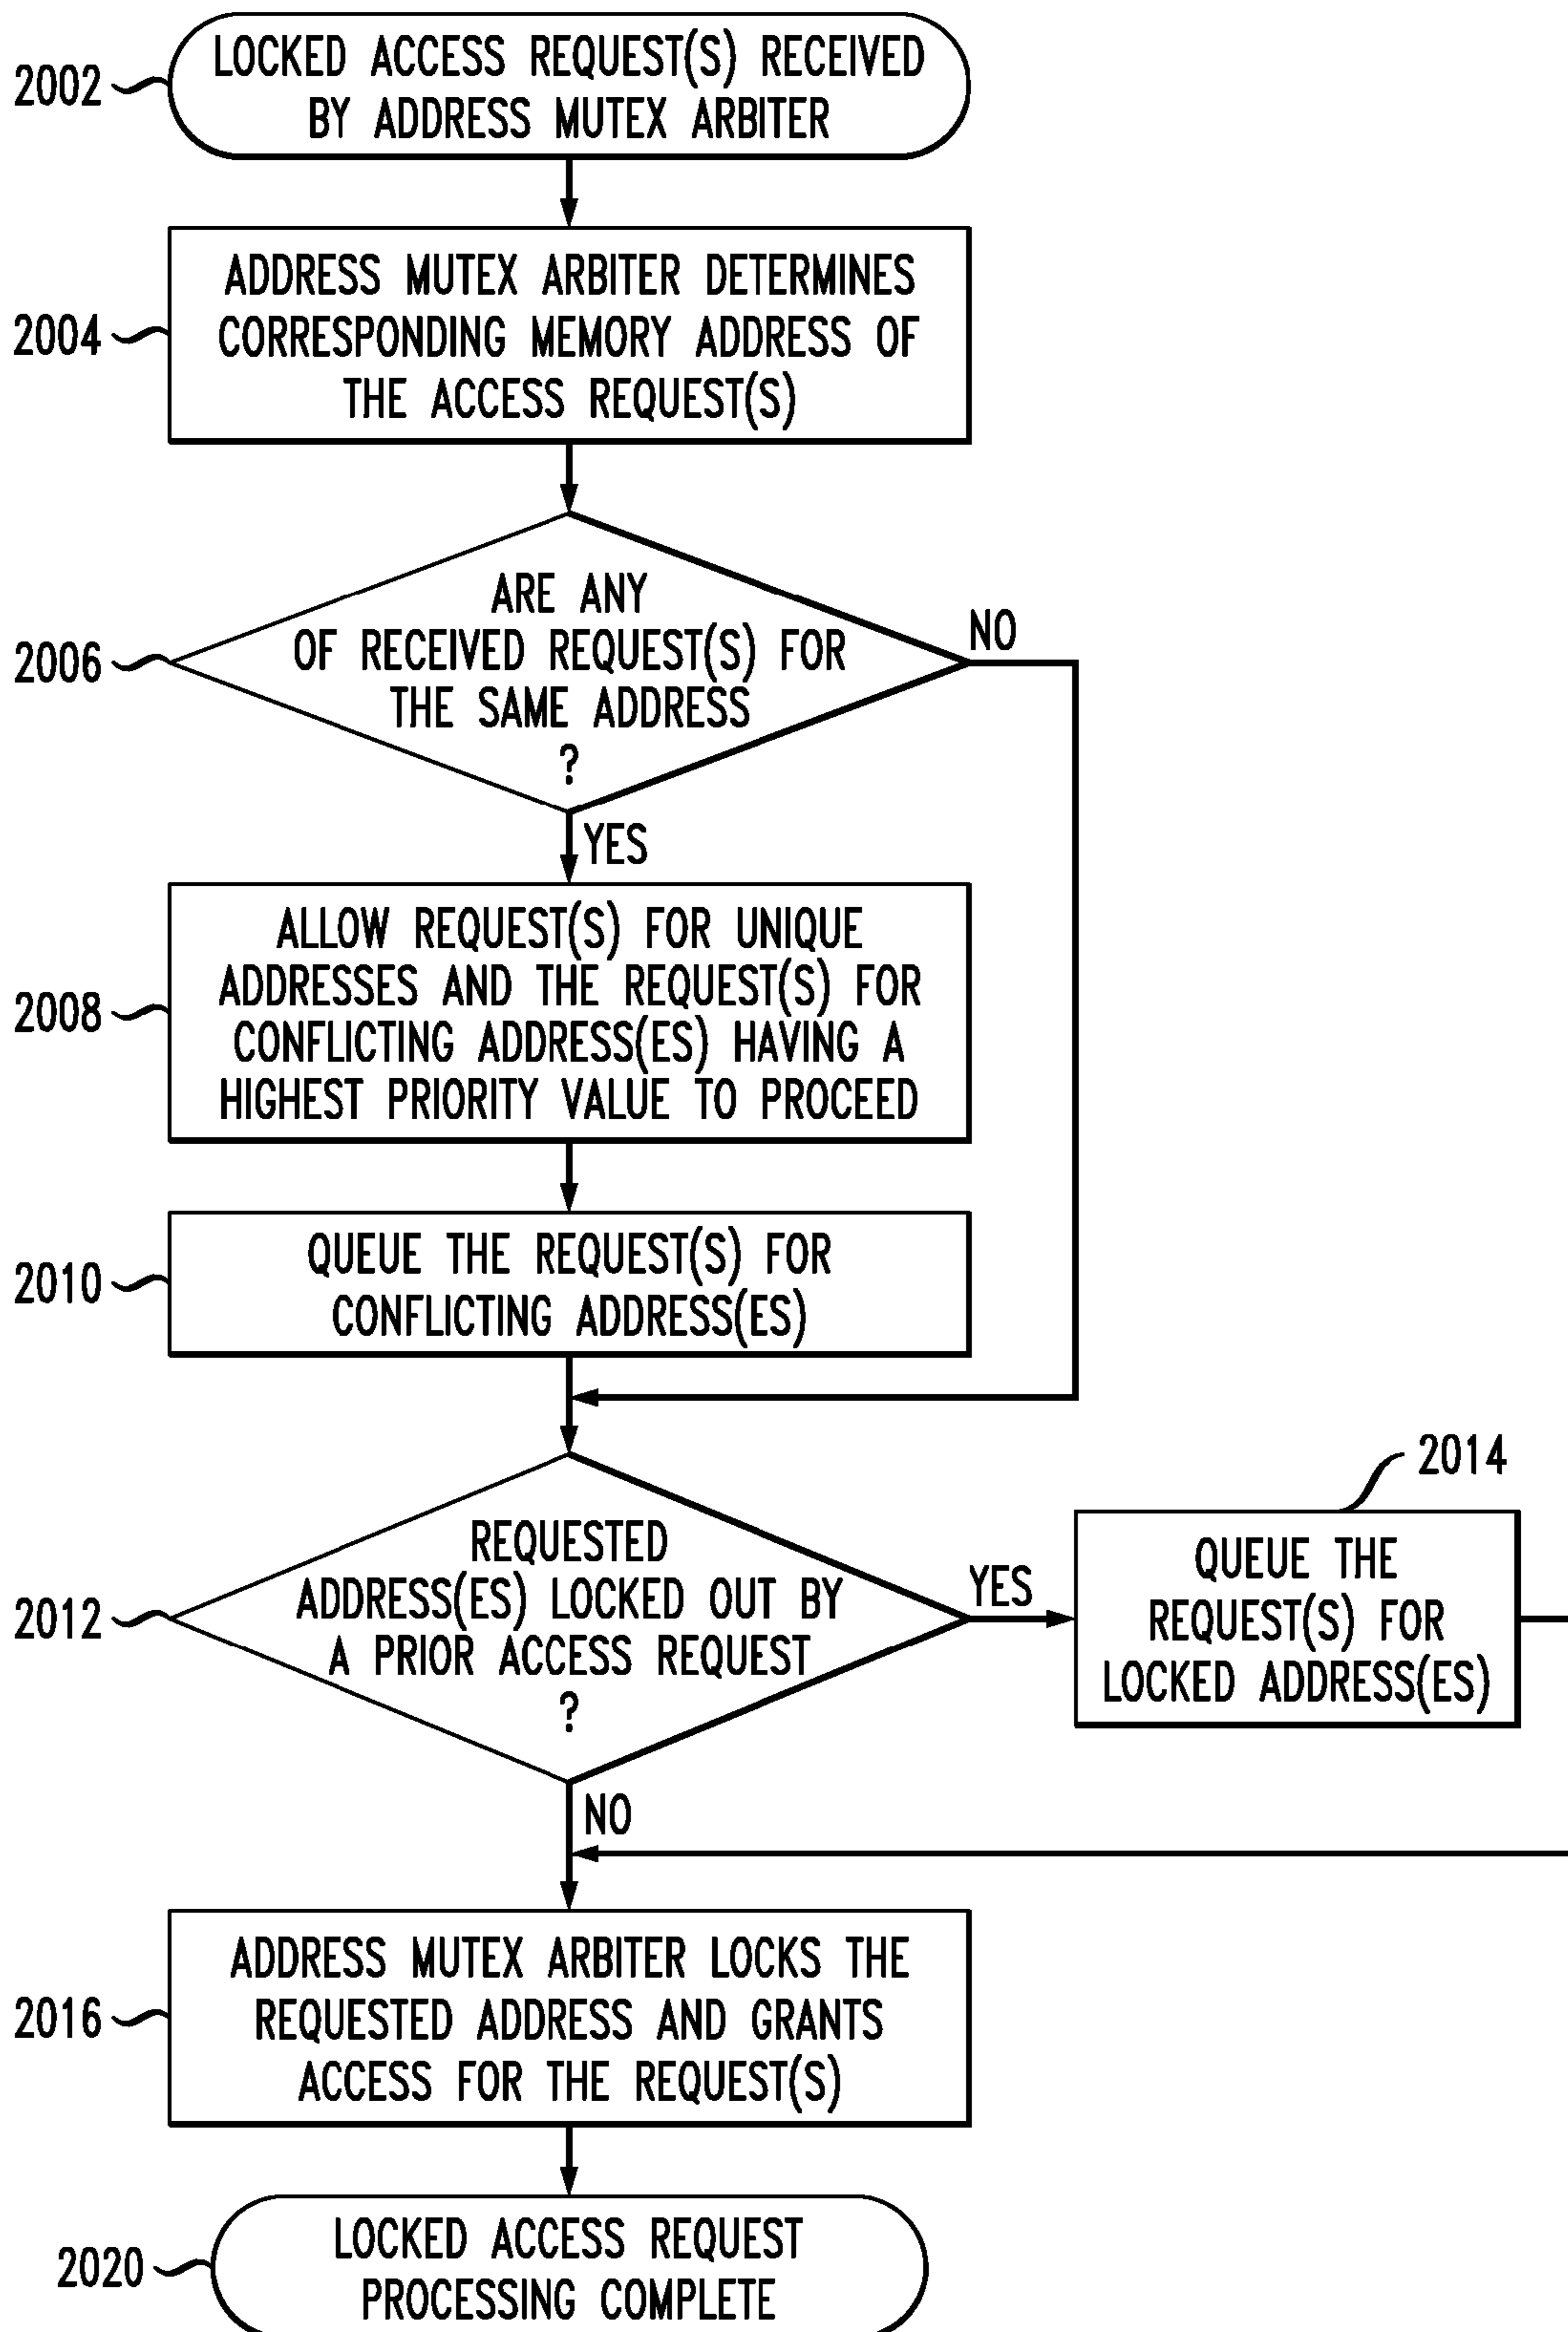 2002
LOCKED ACCESS REQUEST(S) RECEIVED
BY ADDRESS MUTEX ARBITER
2004
ADDRESS MUTEX ARBITER DETERMINES
CORRESPONDING MEMORY ADDRESS OF
THE ACCESS REQUEST(S)
2006
ARE ANY
OF RECEIVED REQUEST(S) FOR
THE SAME ADDRESS
?
NO
YES
2008
ALLOW REQUEST(S) FOR UNIQUE
ADDRESSES AND THE REQUEST(S) FOR
CONFLICTING ADDRESS(ES) HAVING A
HIGHEST PRIORITY VALUE TO PROCEED
2010
QUEUE THE REQUEST(S) FOR
CONFLICTING ADDRESS(ES)
2012
REQUESTED
ADDRESS(ES) LOCKED OUT BY
A PRIOR ACCESS REQUEST
?
YES
2014
QUEUE THE
REQUEST(S) FOR
LOCKED ADDRESS(ES)
NO
2016
ADDRESS MUTEX ARBITER LOCKS THE
REQUESTED ADDRESS AND GRANTS
ACCESS FOR THE REQUEST(S)
2020
LOCKED ACCESS REQUEST
PROCESSING COMPLETE